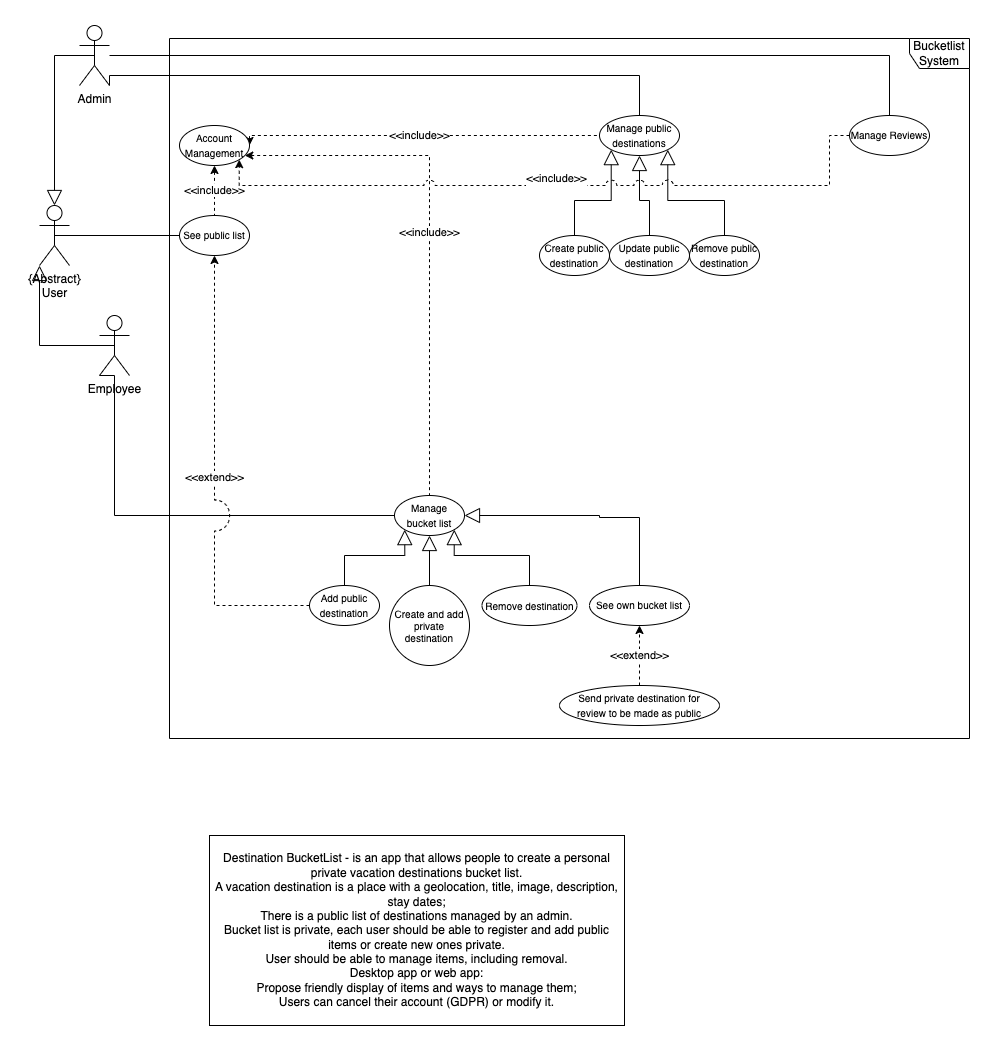 Bucketlist
System
Admin
Account
Management
<<include>>
Manage public
destinations
Manage Reviews
<<include>>
<<include>>
<<include>>
See public list
Create public
destination
Update public
destination
Remove public
destination
{Abstract}
User
Employee
<<extend>>
Manage
bucket list
Add public
destination
Create and add
private
destination
Remove destination
See own bucket list
<<extend>>
Send private destination for
review to be made as public
Destination BucketList - is an app that allows people to create a personal
private vacation destinations bucket list.
A vacation destination is a place with a geolocation, title, image, description,
stay dates;
There is a public list of destinations managed by an admin.
Bucket list is private, each user should be able to register and add public
items or create new ones private.
User should be able to manage items, including removal.
Desktop app or web app:
Propose friendly display of items and ways to manage them;
Users can cancel their account (GDPR) or modify it.